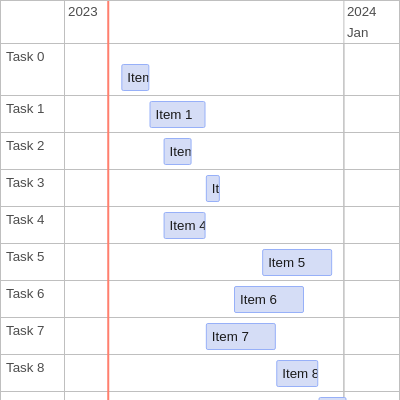 2023
2024
Jan
Task 0
Task 1
Item 1
Task 2
Task 3
Task 4
Item 4
Task 5
Item 5
Task 6
Item 6
Task 7
Item 7
Task 8
Item 8